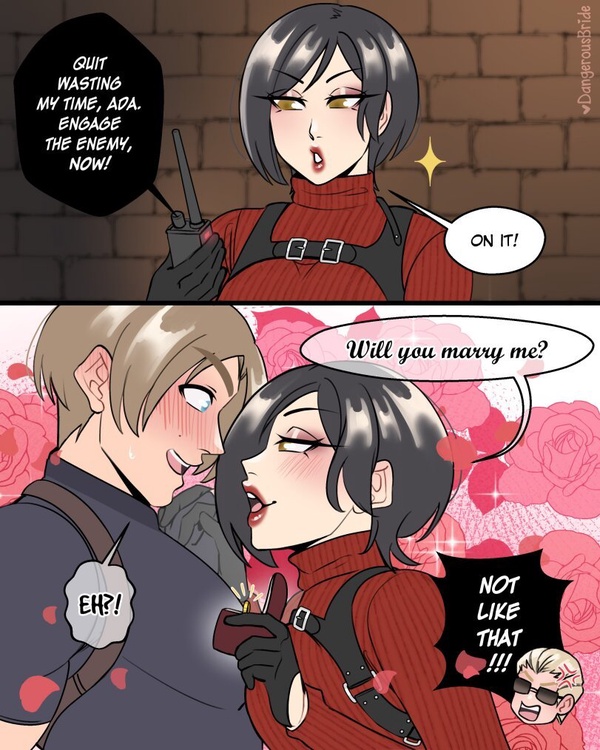 ♥DangerousBride
QUIT
WASTING
MY TIME, ADA.
ENGAGE
THE ENEMY,
NOW!
ON IT!
Will you marry me?
EH?!
NOT
LIKE
THAT
!!!